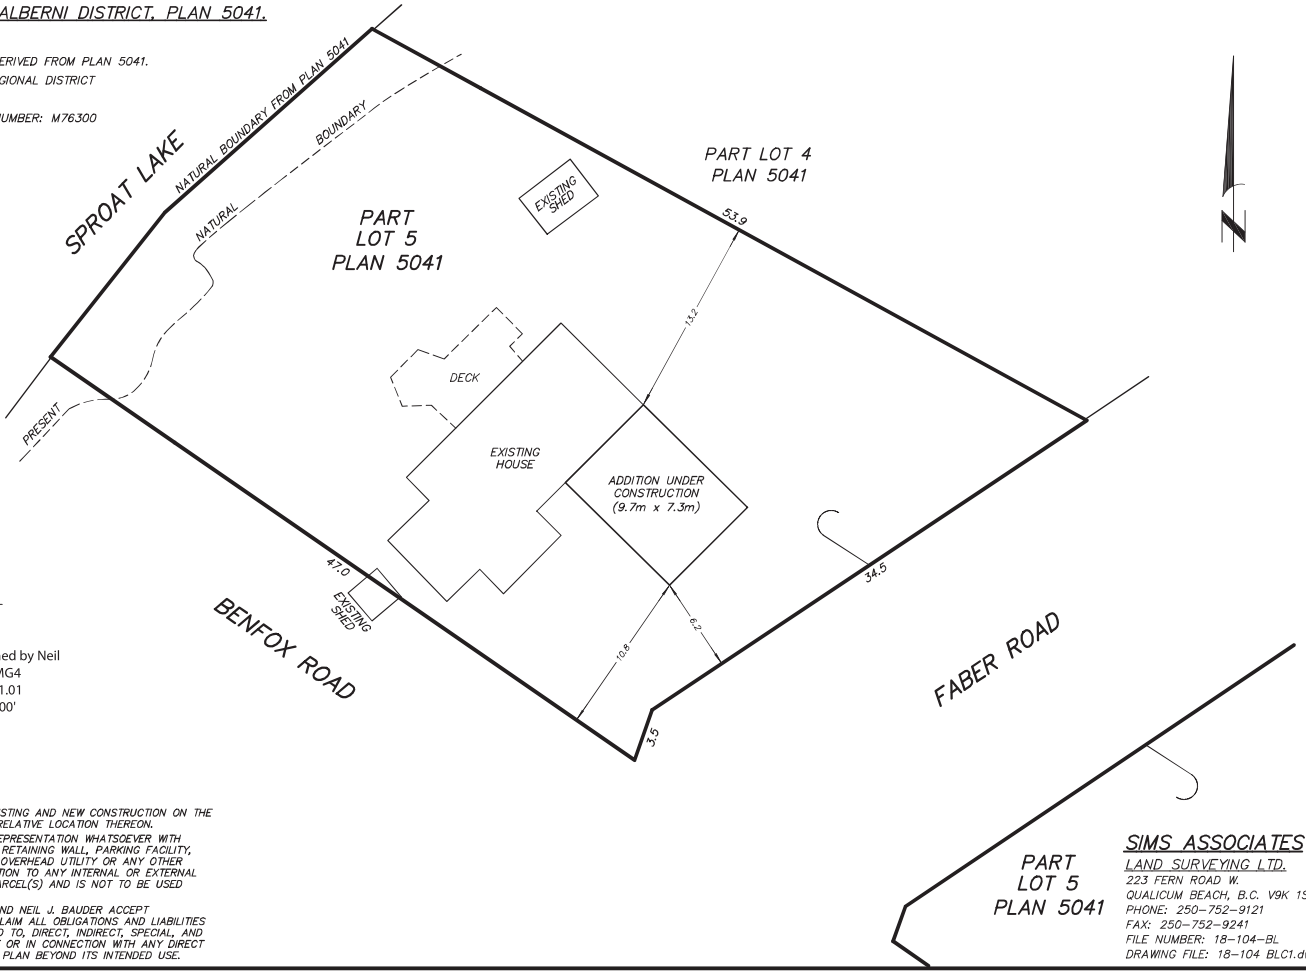 ALBERNI DISTRICT, PLAN 5041.
ERIVED FROM PLAN 5041.
GIONAL DISTRICT
UMBER: M76300
SPROAT LAKE
NATURAL BOUNDARY FROM PLAN 5041
PRESENT NATURAL BOUNDARY
PART
LOT 5
PLAN 5041
EXISTING
SHED
PART LOT 4
PLAN 5041
53.9
13.2
DECK
EXISTING
HOUSE
ADDITION UNDER
CONSTRUCTION
(9.7m x 7.3m)
47.0
EXISTING
SHED
BENFOX ROAD
10.8
6.2
3.5
34.5
FABER ROAD
ned by Neil
MG4
1.01
00'
STING AND NEW CONSTRUCTION ON THE
RELATIVE LOCATION THEREON.
EPRESENTATION WHATSOEVER WITH
RETAINING WALL, PARKING FACILITY,
OVERHEAD UTILITY OR ANY OTHER
TION TO ANY INTERNAL OR EXTERNAL
ARCEL(S) AND IS NOT TO BE USED
ND NEIL J. BAUDER ACCEPT
CLAIM ALL OBLIGATIONS AND LIABILITIES
D TO, DIRECT, INDIRECT, SPECIAL, AND
OR IN CONNECTION WITH ANY DIRECT
PLAN BEYOND ITS INTENDED USE.
PART
LOT 5
PLAN 5041
SIMS ASSOCIATES
LAND SURVEYING LTD.
223 FERN ROAD W.
QUALICUM BEACH, B.C. V9K 1S
PHONE: 250-752-9121
FAX: 250-752-9241
FILE NUMBER: 18-104-BL
DRAWING FILE: 18-104 BLC1.d